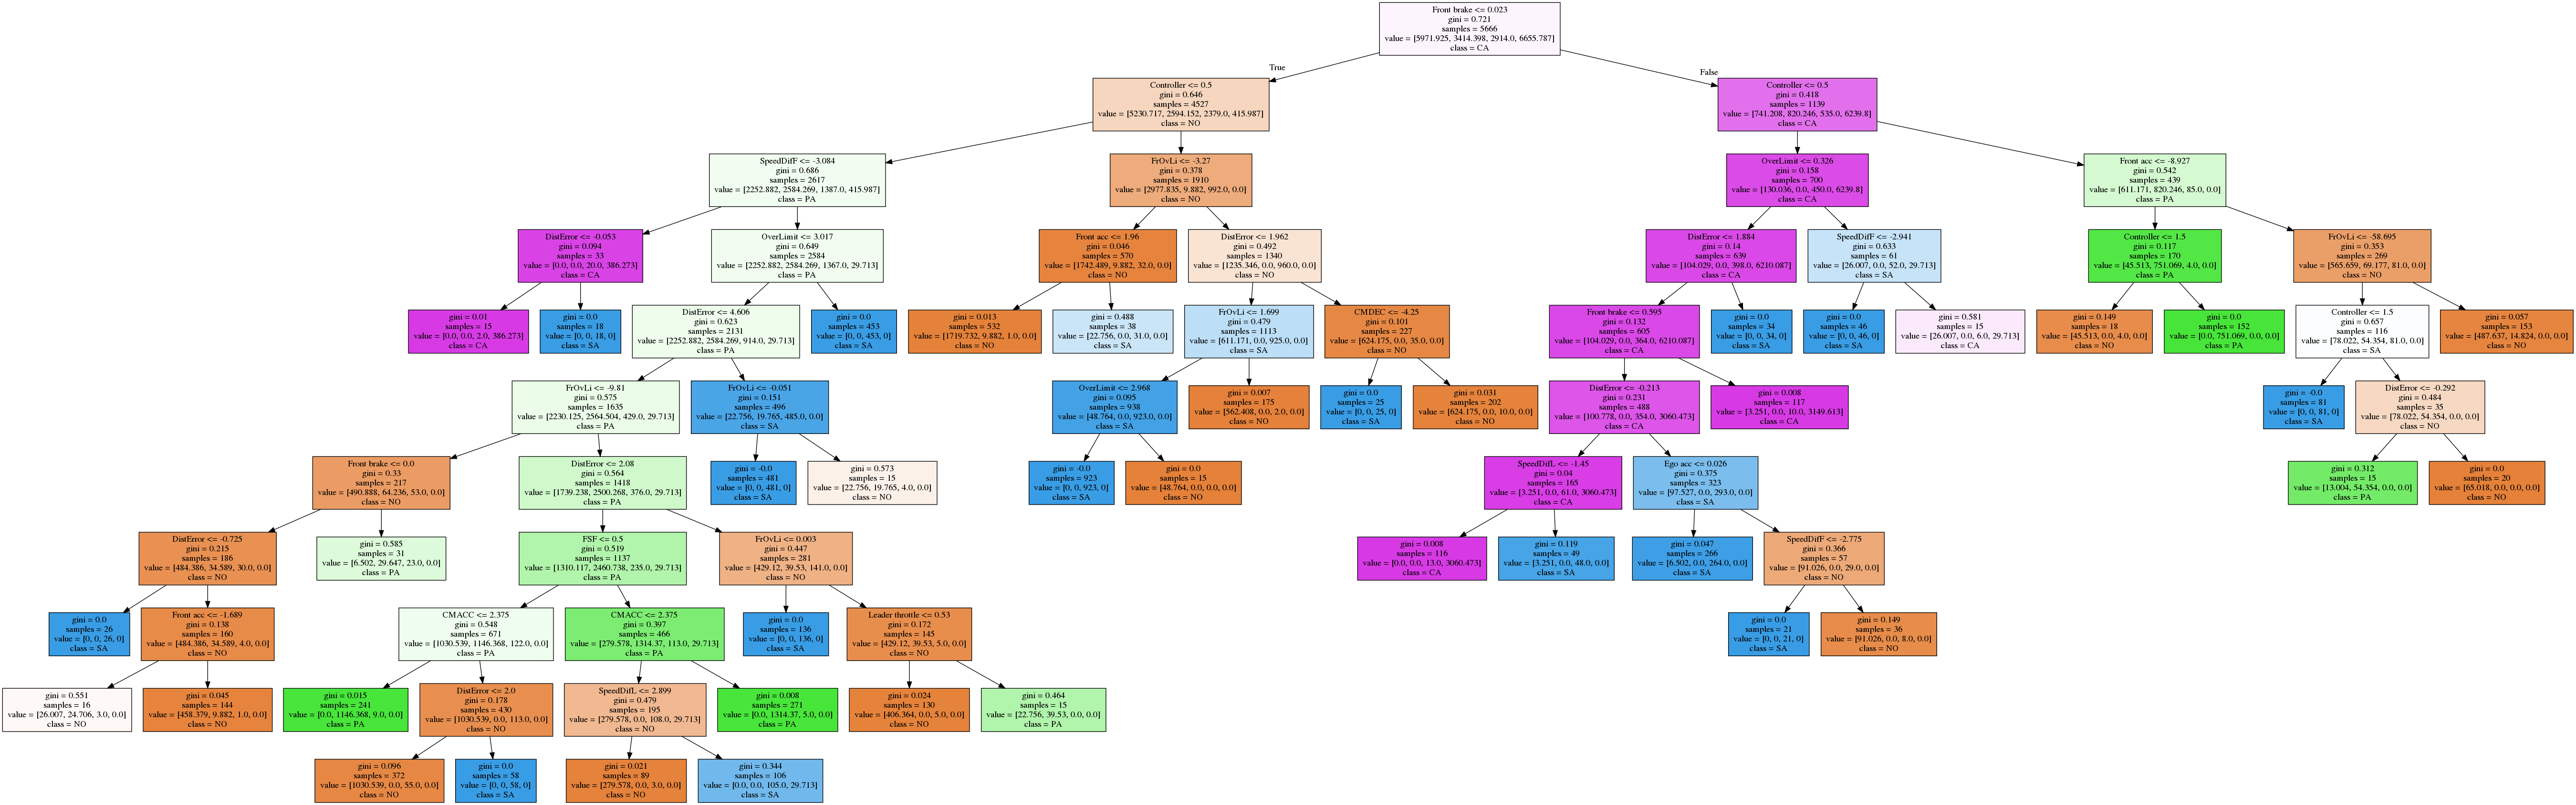 Front brake <= 0.023
gini = 0.721
samples = 5666
value = [5971.925, 3414.398, 2914.0, 6655.787]
class = CA
True
False
Controller <= 0.5
gini = 0.646
samples = 4527
value = [5230.717, 2594.152, 2379.0, 415.987]
class = NO
Controller <= 0.5
gini = 0.418
samples = 1139
value = [741.208, 820.246, 535.0, 6239.8]
class = CA
SpeedDifF <= -3.084
gini = 0.686
samples = 2617
value = [2252.882, 2584.269, 1387.0, 415.987]
class = PA
FrOvLi <= -3.27
gini = 0.378
samples = 1910
value = [2977.835, 9.882, 992.0, 0.0]
class = NO
OverLimit <= 0.326
gini = 0.158
samples = 700
value = [130.036, 0.0, 450.0, 6239.8]
class = CA
Front acc <= -8.927
gini = 0.542
samples = 439
value = [611.171, 820.246, 85.0, 0.0]
class = PA
DistError <= -0.053
gini = 0.094
samples = 33
value = [0.0, 0.0, 20.0, 386.273]
class = CA
OverLimit <= 3.017
gini = 0.649
samples = 2584
value = [2252.882, 2584.269, 1367.0, 29.713]
class = PA
Front acc <= 1.96
gini = 0.046
samples = 570
value = [1742.489, 9.882, 32.0, 0.0]
class = NO
DistError <= 1.962
gini = 0.492
samples = 1340
value = [1235.346, 0.0, 960.0, 0.0]
class = NO
DistError <= 1.884
gini = 0.14
samples = 639
value = [104.029, 0.0, 398.0, 6210.087]
class = CA
SpeedDifF <= -2.941
gini = 0.633
samples = 61
value = [26.007, 0.0, 52.0, 29.713]
class = SA
Controller <= 1.5
gini = 0.117
samples = 170
value = [45.513, 751.069, 4.0, 0.0]
class = PA
FrOvLi <= -58.695
gini = 0.353
samples = 269
value = [565.659, 69.177, 81.0, 0.0]
class = NO
gini = 0.01
samples = 15
value = [0.0, 0.0, 2.0, 386.273]
class = CA
gini = 0.0
samples = 18
value = [0, 0, 18, 0]
class = SA
DistError <= 4.606
gini = 0.623
samples = 2131
value = [2252.882, 2584.269, 914.0, 29.713]
class = PA
gini = 0.0
samples = 453
value = [0, 0, 453, 0]
class = SA
gini = 0.013
samples = 532
value = [1719.732, 9.882, 1.0, 0.0]
class = NO
gini = 0.488
samples = 38
value = [22.756, 0.0, 31.0, 0.0]
class = SA
FrOvLi <= 1.699
gini = 0.479
samples = 1113
value = [611.171, 0.0, 925.0, 0.0]
class = SA
CMDEC <= -4.25
gini = 0.101
samples = 227
value = [624.175, 0.0, 35.0, 0.0]
class = NO
Front brake <= 0.595
gini = 0.132
samples = 605
value = [104.029, 0.0, 364.0, 6210.087]
class = CA
gini = 0.0
samples = 34
value = [0, 0, 34, 0]
class = SA
gini = 0.0
samples = 46
value = [0, 0, 46, 0]
class = SA
gini = 0.581
samples = 15
value = [26.007, 0.0, 6.0, 29.713]
class = CA
gini = 0.149
samples = 18
value = [45.513, 0.0, 4.0, 0.0]
class = NO
gini = 0.0
samples = 152
value = [0.0, 751.069, 0.0, 0.0]
class = PA
Controller <= 1.5
gini = 0.657
samples = 116
value = [78.022, 54.354, 81.0, 0.0]
class = SA
gini = 0.057
samples = 153
value = [487.637, 14.824, 0.0, 0.0]
class = NO
FrOvLi <= -9.81
gini = 0.575
samples = 1635
value = [2230.125, 2564.504, 429.0, 29.713]
class = PA
FrOvLi <= -0.051
gini = 0.151
samples = 496
value = [22.756, 19.765, 485.0, 0.0]
class = SA
OverLimit <= 2.968
gini = 0.095
samples = 938
value = [48.764, 0.0, 923.0, 0.0]
class = SA
gini = 0.007
samples = 175
value = [562.408, 0.0, 2.0, 0.0]
class = NO
gini = 0.0
samples = 25
value = [0, 0, 25, 0]
class = SA
gini = 0.031
samples = 202
value = [624.175, 0.0, 10.0, 0.0]
class = NO
DistError <= -0.213
gini = 0.231
samples = 488
value = [100.778, 0.0, 354.0, 3060.473]
class = CA
gini = 0.008
samples = 117
value = [3.251, 0.0, 10.0, 3149.613]
class = CA
gini = -0.0
samples = 81
value = [0, 0, 81, 0]
class = SA
DistError <= -0.292
gini = 0.484
samples = 35
value = [78.022, 54.354, 0.0, 0.0]
class = NO
Front brake <= 0.0
gini = 0.33
samples = 217
value = [490.888, 64.236, 53.0, 0.0]
class = NO
DistError <= 2.08
gini = 0.564
samples = 1418
value = [1739.238, 2500.268, 376.0, 29.713]
class = PA
gini = -0.0
samples = 481
value = [0, 0, 481, 0]
class = SA
gini = 0.573
samples = 15
value = [22.756, 19.765, 4.0, 0.0]
class = NO
gini = -0.0
samples = 923
value = [0, 0, 923, 0]
class = SA
gini = 0.0
samples = 15
value = [48.764, 0.0, 0.0, 0.0]
class = NO
SpeedDifL <= -1.45
gini = 0.04
samples = 165
value = [3.251, 0.0, 61.0, 3060.473]
class = CA
Ego acc <= 0.026
gini = 0.375
samples = 323
value = [97.527, 0.0, 293.0, 0.0]
class = SA
gini = 0.312
samples = 15
value = [13.004, 54.354, 0.0, 0.0]
class = PA
gini = 0.0
samples = 20
value = [65.018, 0.0, 0.0, 0.0]
class = NO
DistError <= -0.725
gini = 0.215
samples = 186
value = [484.386, 34.589, 30.0, 0.0]
class = NO
gini = 0.585
samples = 31
value = [6.502, 29.647, 23.0, 0.0]
class = PA
FSF <= 0.5
gini = 0.519
samples = 1137
value = [1310.117, 2460.738, 235.0, 29.713]
class = PA
FrOvLi <= 0.003
gini = 0.447
samples = 281
value = [429.12, 39.53, 141.0, 0.0]
class = NO
gini = 0.008
samples = 116
value = [0.0, 0.0, 13.0, 3060.473]
class = CA
gini = 0.119
samples = 49
value = [3.251, 0.0, 48.0, 0.0]
class = SA
gini = 0.047
samples = 266
value = [6.502, 0.0, 264.0, 0.0]
class = SA
SpeedDifF <= -2.775
gini = 0.366
samples = 57
value = [91.026, 0.0, 29.0, 0.0]
class = NO
gini = 0.0
samples = 26
value = [0, 0, 26, 0]
class = SA
Front acc <= -1.689
gini = 0.138
samples = 160
value = [484.386, 34.589, 4.0, 0.0]
class = NO
CMACC <= 2.375
gini = 0.548
samples = 671
value = [1030.539, 1146.368, 122.0, 0.0]
class = PA
CMACC <= 2.375
gini = 0.397
samples = 466
value = [279.578, 1314.37, 113.0, 29.713]
class = PA
gini = 0.0
samples = 136
value = [0, 0, 136, 0]
class = SA
Leader throttle <= 0.53
gini = 0.172
samples = 145
value = [429.12, 39.53, 5.0, 0.0]
class = NO
gini = 0.0
samples = 21
value = [0, 0, 21, 0]
class = SA
gini = 0.149
samples = 36
value = [91.026, 0.0, 8.0, 0.0]
class = NO
gini = 0.551
samples = 16
value = [26.007, 24.706, 3.0, 0.0]
class = NO
gini = 0.045
samples = 144
value = [458.379, 9.882, 1.0, 0.0]
class = NO
gini = 0.015
samples = 241
value = [0.0, 1146.368, 9.0, 0.0]
class = PA
DistError <= 2.0
gini = 0.178
samples = 430
value = [1030.539, 0.0, 113.0, 0.0]
class = NO
SpeedDifL <= 2.899
gini = 0.479
samples = 195
value = [279.578, 0.0, 108.0, 29.713]
class = NO
gini = 0.008
samples = 271
value = [0.0, 1314.37, 5.0, 0.0]
class = PA
gini = 0.024
samples = 130
value = [406.364, 0.0, 5.0, 0.0]
class = NO
gini = 0.464
samples = 15
value = [22.756, 39.53, 0.0, 0.0]
class = PA
gini = 0.096
samples = 372
value = [1030.539, 0.0, 55.0, 0.0]
class = NO
gini = 0.0
samples = 58
value = [0, 0, 58, 0]
class = SA
gini = 0.021
samples = 89
value = [279.578, 0.0, 3.0, 0.0]
class = NO
gini = 0.344
samples = 106
value = [0.0, 0.0, 105.0, 29.713]
class = SA